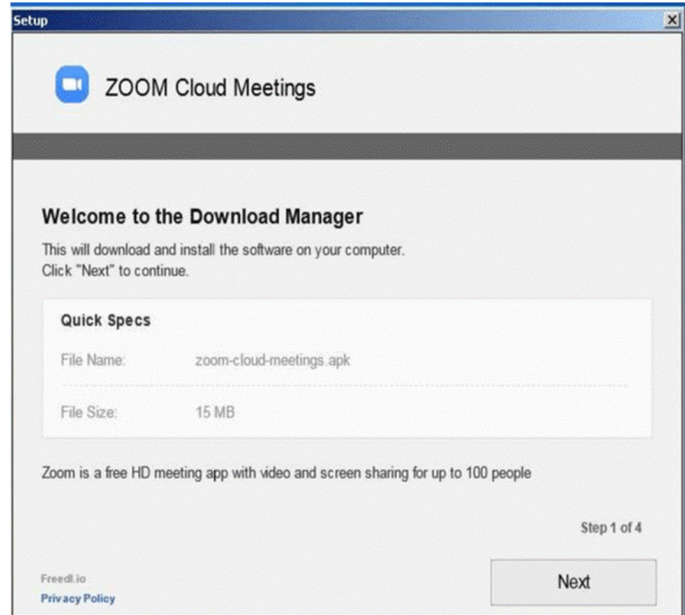 Setup
ZOOM Cloud Meetings
Welcome to the Download Manager
This will download and install the software on your computer.
Click "Next" to continue.
Quick Specs
File Name: zoom-cloud-meetings.apk
File Size: 15 MB
Zoom is a free HD meeting app with video and screen sharing for up to 100 people
Step 1 of 4
Freedl.io
Next
Privacy Policy